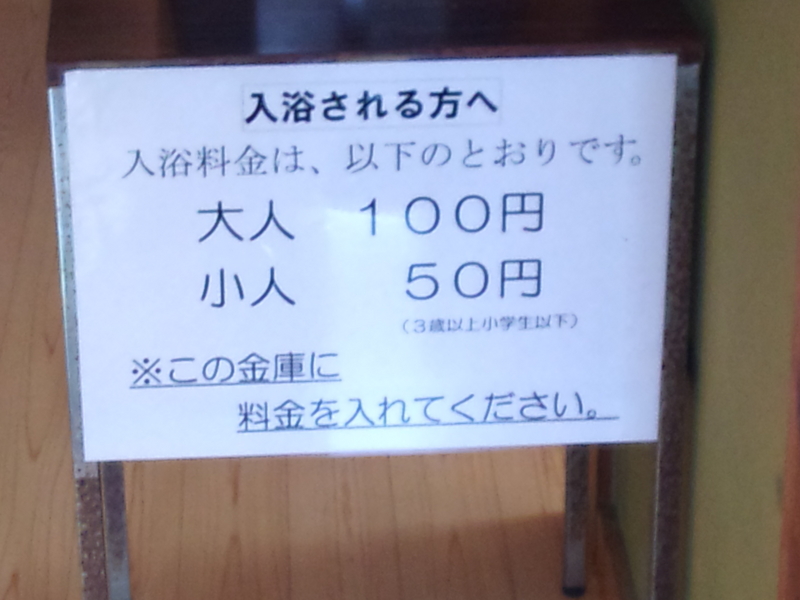 入浴される方へ
入浴料金は、以下のとおりです。
大人　１００円
小人　５０円
（３歳以上小学生以下）
※この金庫に
料金を入れてください。